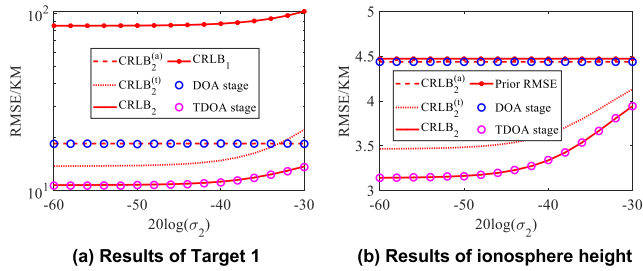 10²
10¹
RMSE/KM
CRLB₂⁽ᵃ⁾
CRLB₂⁽ᵗ⁾
CRLB₂
CRLB₁
DOA stage
TDOA stage
-60 -50 -40 -30
20log(σ₂)
(a) Results of Target 1
5
4.5
4
3.5
3
RMSE/KM
CRLB₂⁽ᵃ⁾
CRLB₂⁽ᵗ⁾
CRLB₂
Prior RMSE
DOA stage
TDOA stage
-60 -50 -40 -30
20log(σ₂)
(b) Results of ionosphere height